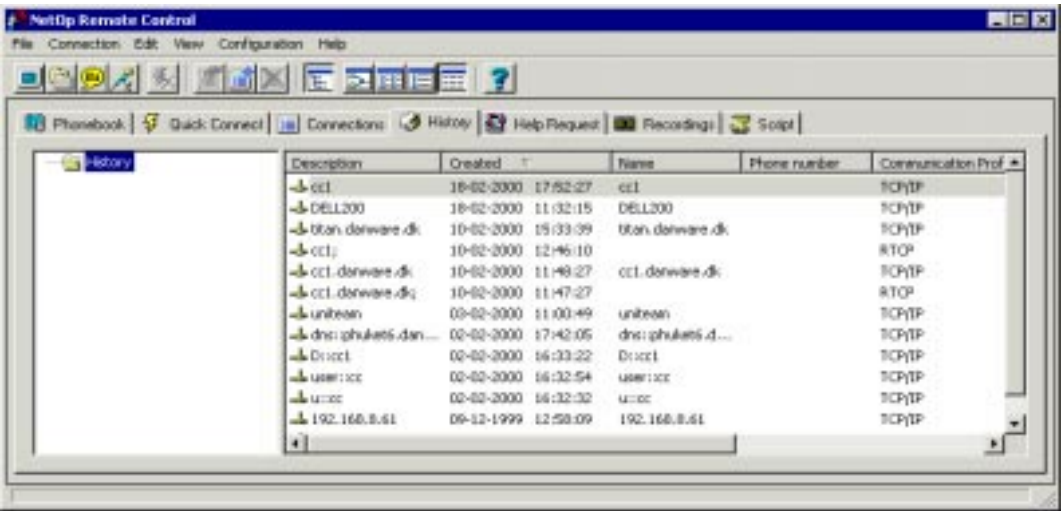 NetOp Remote Control
File Connection Edit View Configuration Help
Phonebook Quick Connect Connections History Help Request Recordings Script
History
Description Created Name Phone number Communication Prof
cc1 18-02-2000 17:52:27 cc1 TCP/IP
DELL200 18-02-2000 11:32:15 DELL200 TCP/IP
titan.danware.dk 10-02-2000 15:33:39 titan.danware.dk TCP/IP
cc1; 10-02-2000 12:46:10 RTCP
cc1.danware.dk 10-02-2000 11:48:27 cc1.danware.dk TCP/IP
cc1.danware.dk; 10-02-2000 11:47:27 RTCP
uniteam 03-02-2000 11:00:49 uniteam TCP/IP
dns::phuket6.dan... 02-02-2000 17:42:05 dns::phuket6.d... TCP/IP
D::cc1 02-02-2000 16:33:22 D::cc1 TCP/IP
user::cc 02-02-2000 16:32:54 user::cc TCP/IP
u::cc 02-02-2000 16:32:32 u::cc TCP/IP
192.168.8.61 09-12-1999 12:58:09 192.168.8.61 TCP/IP